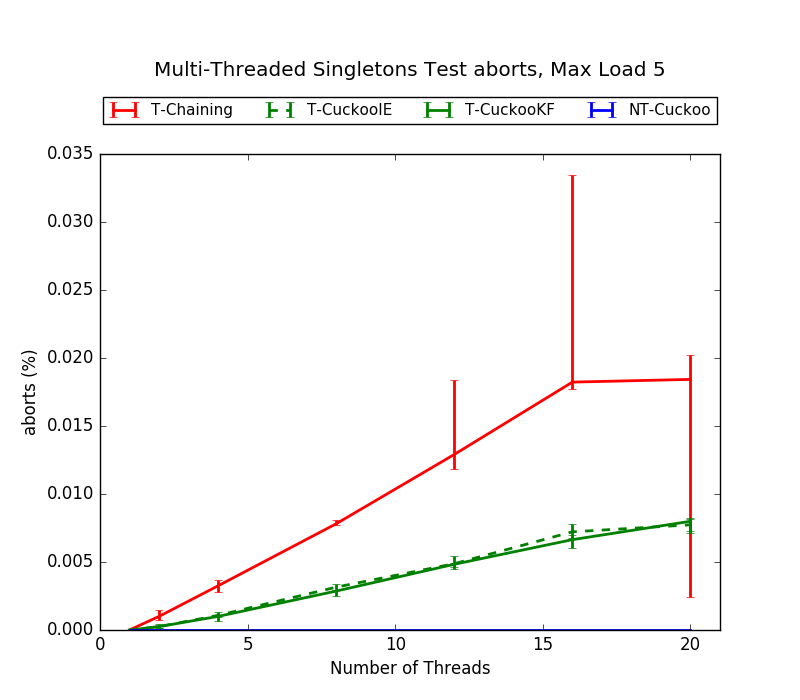 Multi-Threaded Singletons Test aborts, Max Load 5
T-Chaining T-CuckooIE T-CuckooKF NT-Cuckoo
0.035
0.030
0.025
0.020
0.015
0.010
0.005
0.000
aborts (%)
0 5 10 15 20
Number of Threads